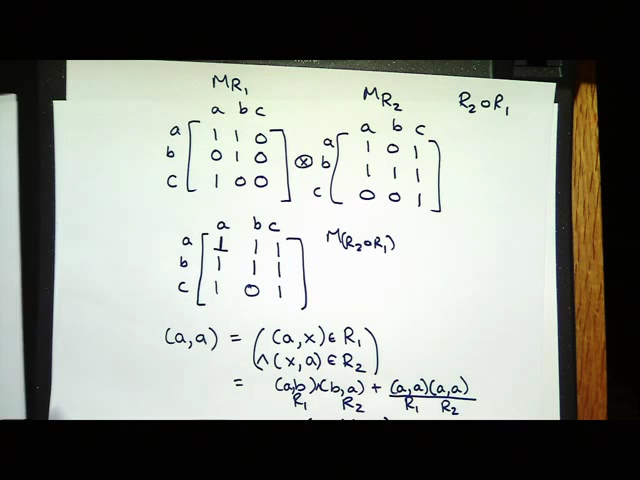 MR₁ MR₂ R₂∘R₁
a b c a b c
a 1 1 0 a 1 0 1
b 0 1 0 ⊗ b 1 1 1
c 1 0 0 c 0 0 1
a b c
a 1 1 1 M(R₂∘R₁)
b 1 1 1
c 1 0 1
(a,a) = ( (a,x) ∈ R₁
∧ (x,a) ∈ R₂ )
= (a,b)∧(b,a) + (a,a)(a,a)
R₁ R₂ R₁ R₂